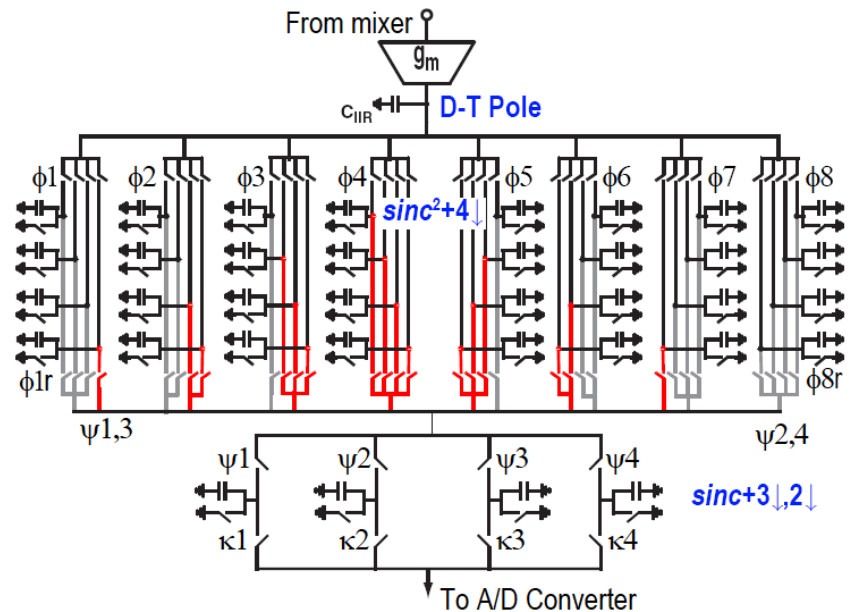 From mixer
gm
CIIR
D-T Pole
ϕ1 ϕ2 ϕ3 ϕ4 ϕ5 ϕ6 ϕ7 ϕ8
sinc²+4↓
ϕ1r ϕ8r
ψ1,3 ψ2,4
ψ1 ψ2 ψ3 ψ4
sinc+3↓,2↓
κ1 κ2 κ3 κ4
To A/D Converter